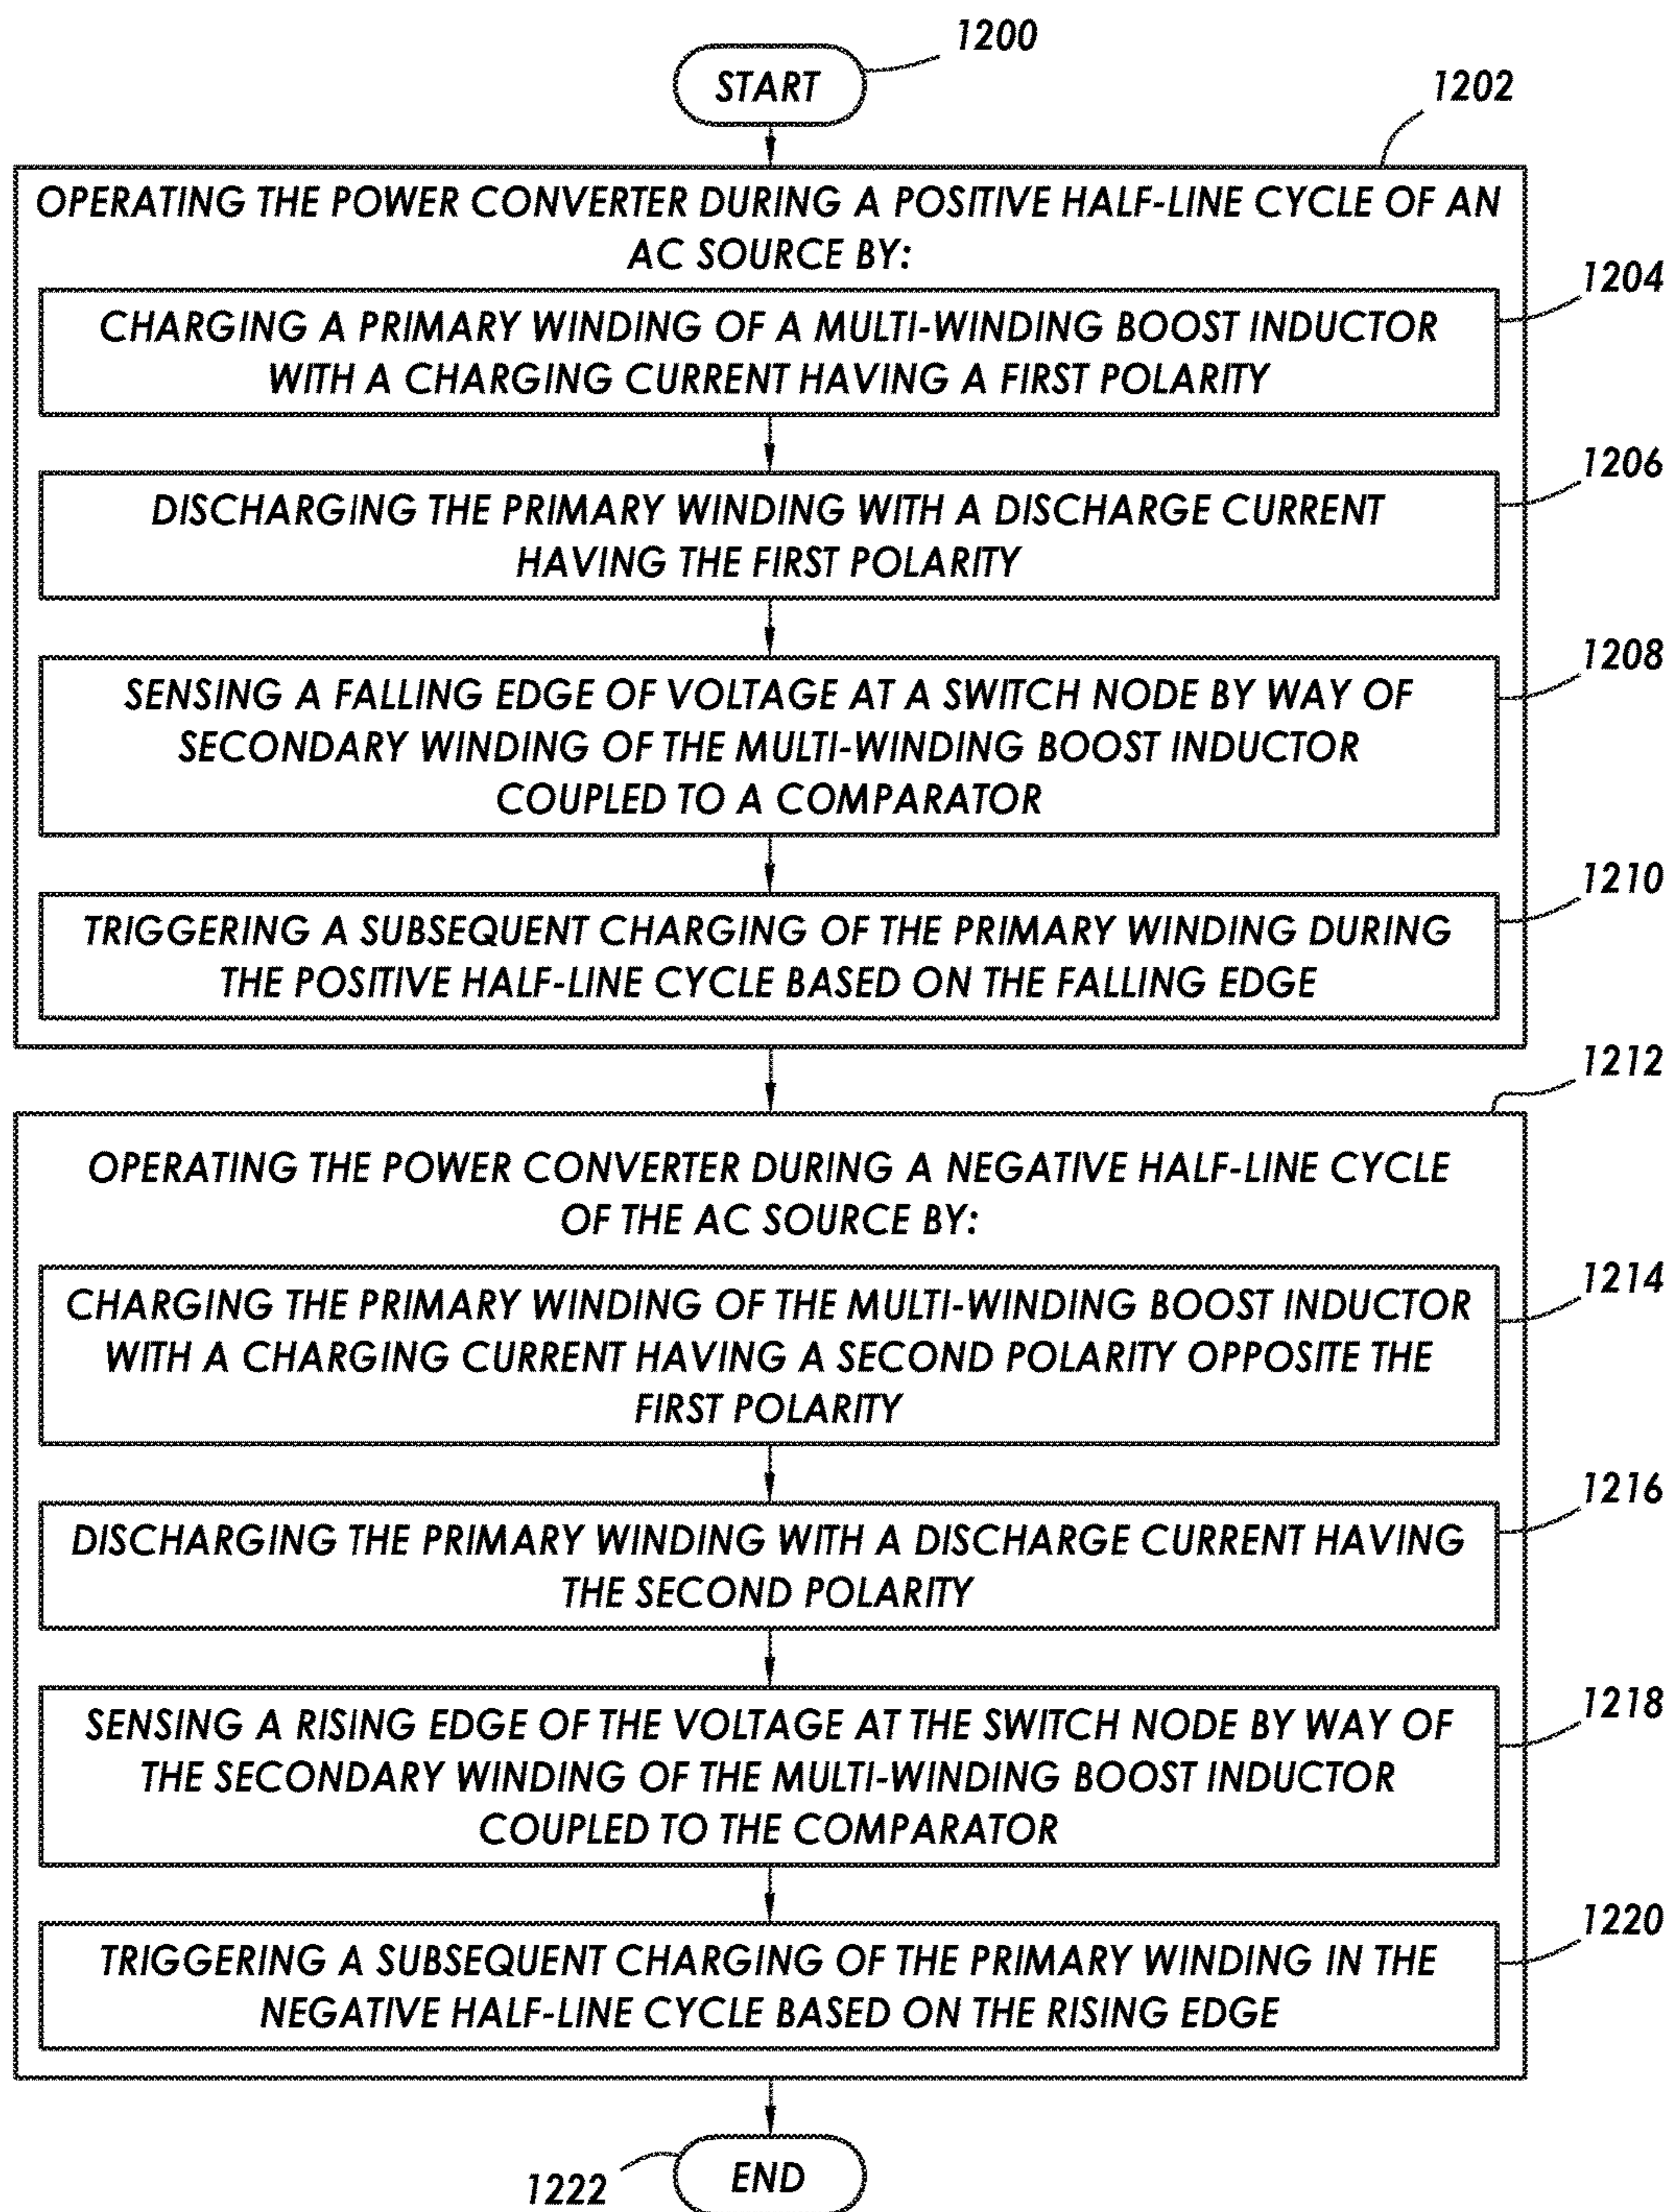 1200
START
1202
OPERATING THE POWER CONVERTER DURING A POSITIVE HALF-LINE CYCLE OF AN
AC SOURCE BY:
1204
CHARGING A PRIMARY WINDING OF A MULTI-WINDING BOOST INDUCTOR
WITH A CHARGING CURRENT HAVING A FIRST POLARITY
1206
DISCHARGING THE PRIMARY WINDING WITH A DISCHARGE CURRENT
HAVING THE FIRST POLARITY
1208
SENSING A FALLING EDGE OF VOLTAGE AT A SWITCH NODE BY WAY OF
SECONDARY WINDING OF THE MULTI-WINDING BOOST INDUCTOR
COUPLED TO A COMPARATOR
1210
TRIGGERING A SUBSEQUENT CHARGING OF THE PRIMARY WINDING DURING
THE POSITIVE HALF-LINE CYCLE BASED ON THE FALLING EDGE
1212
OPERATING THE POWER CONVERTER DURING A NEGATIVE HALF-LINE CYCLE
OF THE AC SOURCE BY:
1214
CHARGING THE PRIMARY WINDING OF THE MULTI-WINDING BOOST INDUCTOR
WITH A CHARGING CURRENT HAVING A SECOND POLARITY OPPOSITE THE
FIRST POLARITY
1216
DISCHARGING THE PRIMARY WINDING WITH A DISCHARGE CURRENT HAVING
THE SECOND POLARITY
1218
SENSING A RISING EDGE OF THE VOLTAGE AT THE SWITCH NODE BY WAY OF
THE SECONDARY WINDING OF THE MULTI-WINDING BOOST INDUCTOR
COUPLED TO THE COMPARATOR
1220
TRIGGERING A SUBSEQUENT CHARGING OF THE PRIMARY WINDING IN THE
NEGATIVE HALF-LINE CYCLE BASED ON THE RISING EDGE
1222
END